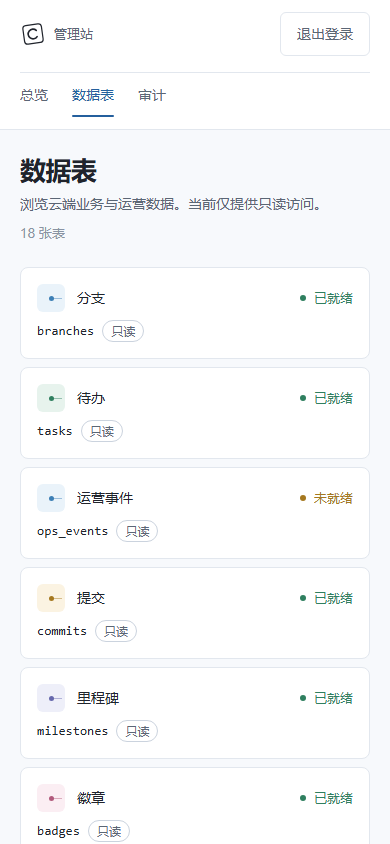 管理站
退出登录
总览 数据表 审计
数据表
浏览云端业务与运营数据。当前仅提供只读访问。
18 张表
分支 已就绪
branches 只读
待办 已就绪
tasks 只读
运营事件 未就绪
ops_events 只读
提交 已就绪
commits 只读
里程碑 已就绪
milestones 只读
徽章 已就绪
badges 只读